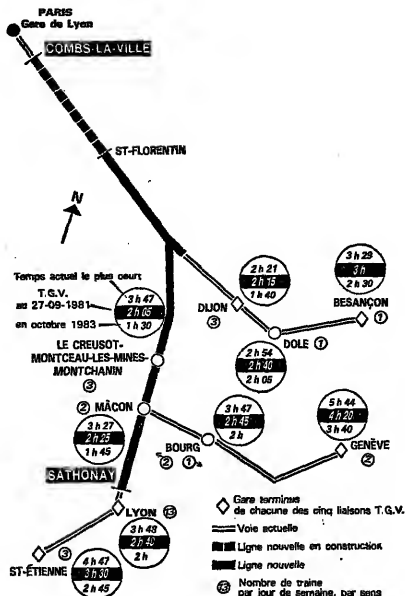 PARIS
Gare de Lyon
COMBS-LA-VILLE
ST-FLORENTIN
N
Temps actuel le plus court
T.G.V.
au 27-09-1981
en octobre 1983
3 h 47
2 h 05
1 h 30
2 h 21
2 h 15
1 h 40
DIJON
③
3 h 29
3 h
2 h 30
BESANÇON
①
DOLE ①
2 h 54
2 h 40
2 h 05
LE CREUSOT-
MONTCEAU-LES-MINES-
MONTCHANIN
③
② MÂCON
3 h 27
2 h 25
1 h 45
3 h 47
2 h 45
2 h
BOURG
② ①
5 h 44
4 h 20
3 h 40
GENÈVE
②
SATHONAY
LYON ⑬
3 h 48
2 h 40
2 h
③
ST-ÉTIENNE
4 h 47
3 h 30
2 h 45
Gare terminus
de chacune des cinq liaisons T.G.V.
Voie actuelle
Ligne nouvelle en construction
Ligne nouvelle
⑬ Nombre de trains
par jour de semaine, par sens